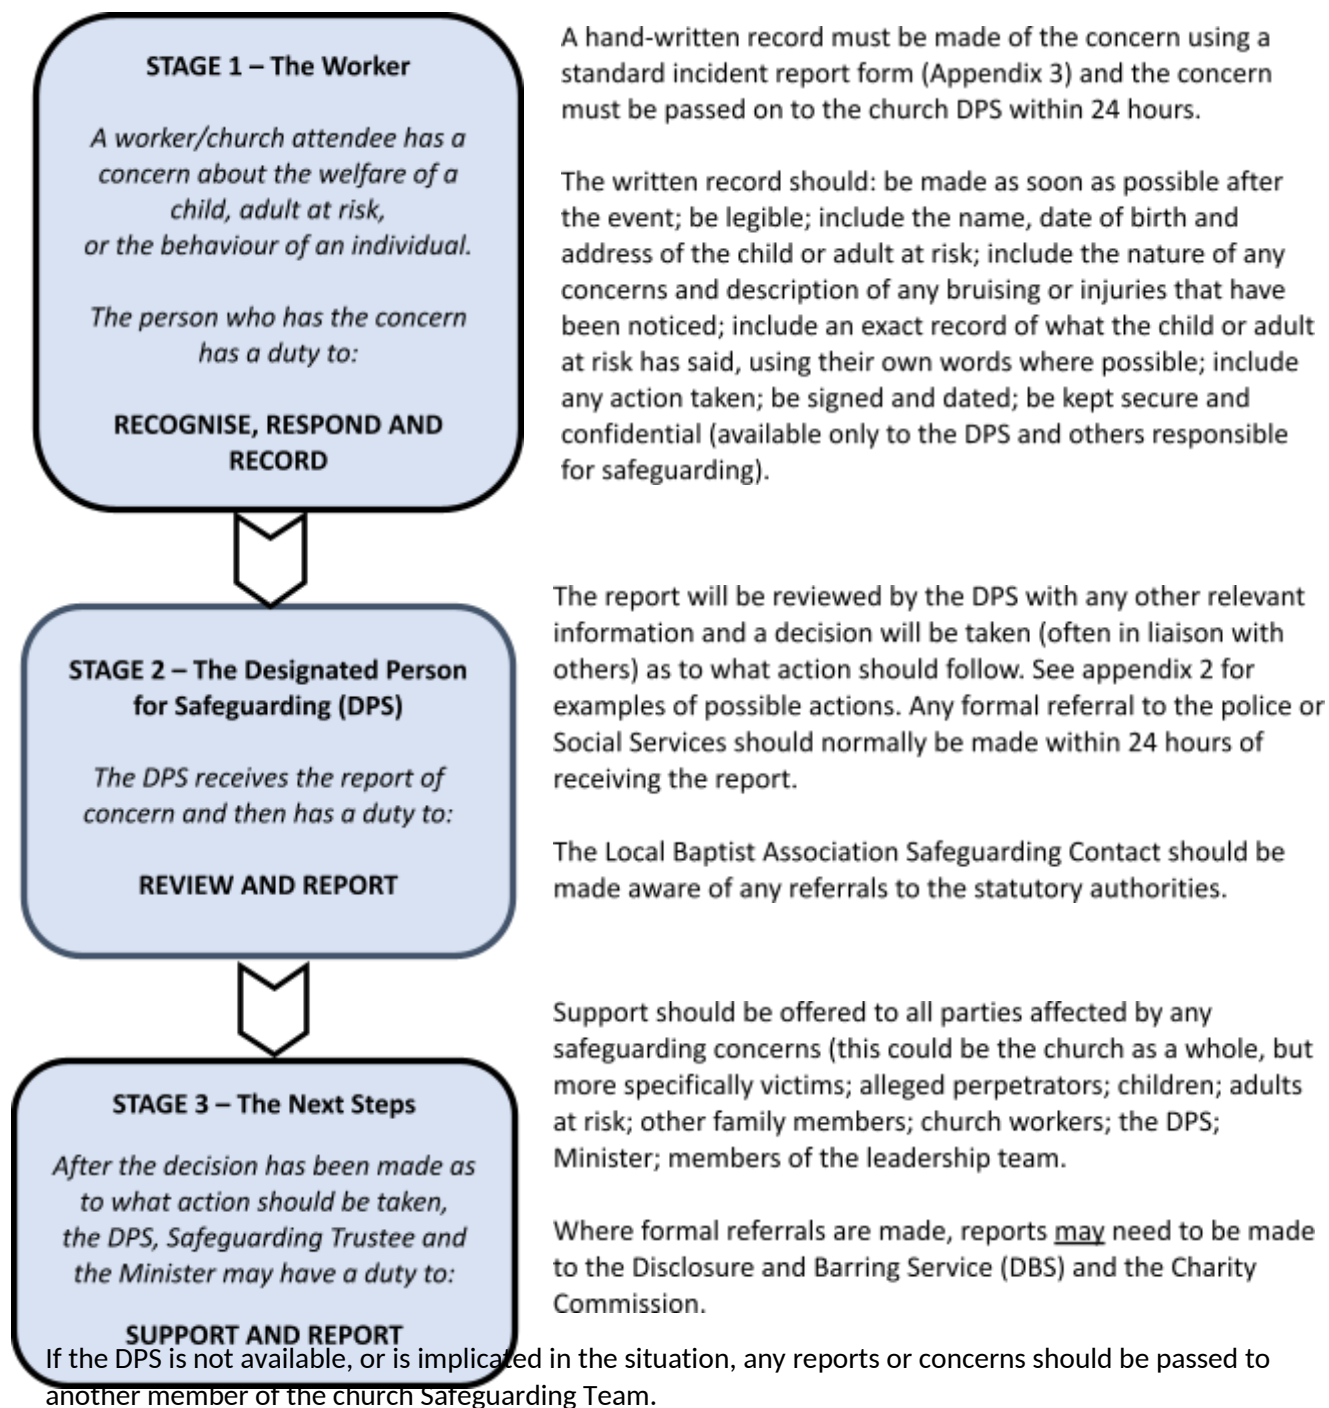 STAGE 1 – The Worker
A worker/church attendee has a
concern about the welfare of a
child, adult at risk,
or the behaviour of an individual.
The person who has the concern
has a duty to:
RECOGNISE, RESPOND AND
RECORD
A hand-written record must be made of the concern using a
standard incident report form (Appendix 3) and the concern
must be passed on to the church DPS within 24 hours.
The written record should: be made as soon as possible after
the event; be legible; include the name, date of birth and
address of the child or adult at risk; include the nature of any
concerns and description of any bruising or injuries that have
been noticed; include an exact record of what the child or adult
at risk has said, using their own words where possible; include
any action taken; be signed and dated; be kept secure and
confidential (available only to the DPS and others responsible
for safeguarding).
STAGE 2 – The Designated Person
for Safeguarding (DPS)
The DPS receives the report of
concern and then has a duty to:
REVIEW AND REPORT
The report will be reviewed by the DPS with any other relevant
information and a decision will be taken (often in liaison with
others) as to what action should follow. See appendix 2 for
examples of possible actions. Any formal referral to the police or
Social Services should normally be made within 24 hours of
receiving the report.
The Local Baptist Association Safeguarding Contact should be
made aware of any referrals to the statutory authorities.
STAGE 3 – The Next Steps
After the decision has been made as
to what action should be taken,
the DPS, Safeguarding Trustee and
the Minister may have a duty to:
SUPPORT AND REPORT
Support should be offered to all parties affected by any
safeguarding concerns (this could be the church as a whole, but
more specifically victims; alleged perpetrators; children; adults
at risk; other family members; church workers; the DPS;
Minister; members of the leadership team.
Where formal referrals are made, reports may need to be made
to the Disclosure and Barring Service (DBS) and the Charity
Commission.
If the DPS is not available, or is implicated in the situation, any reports or concerns should be passed to
another member of the church Safeguarding Team.